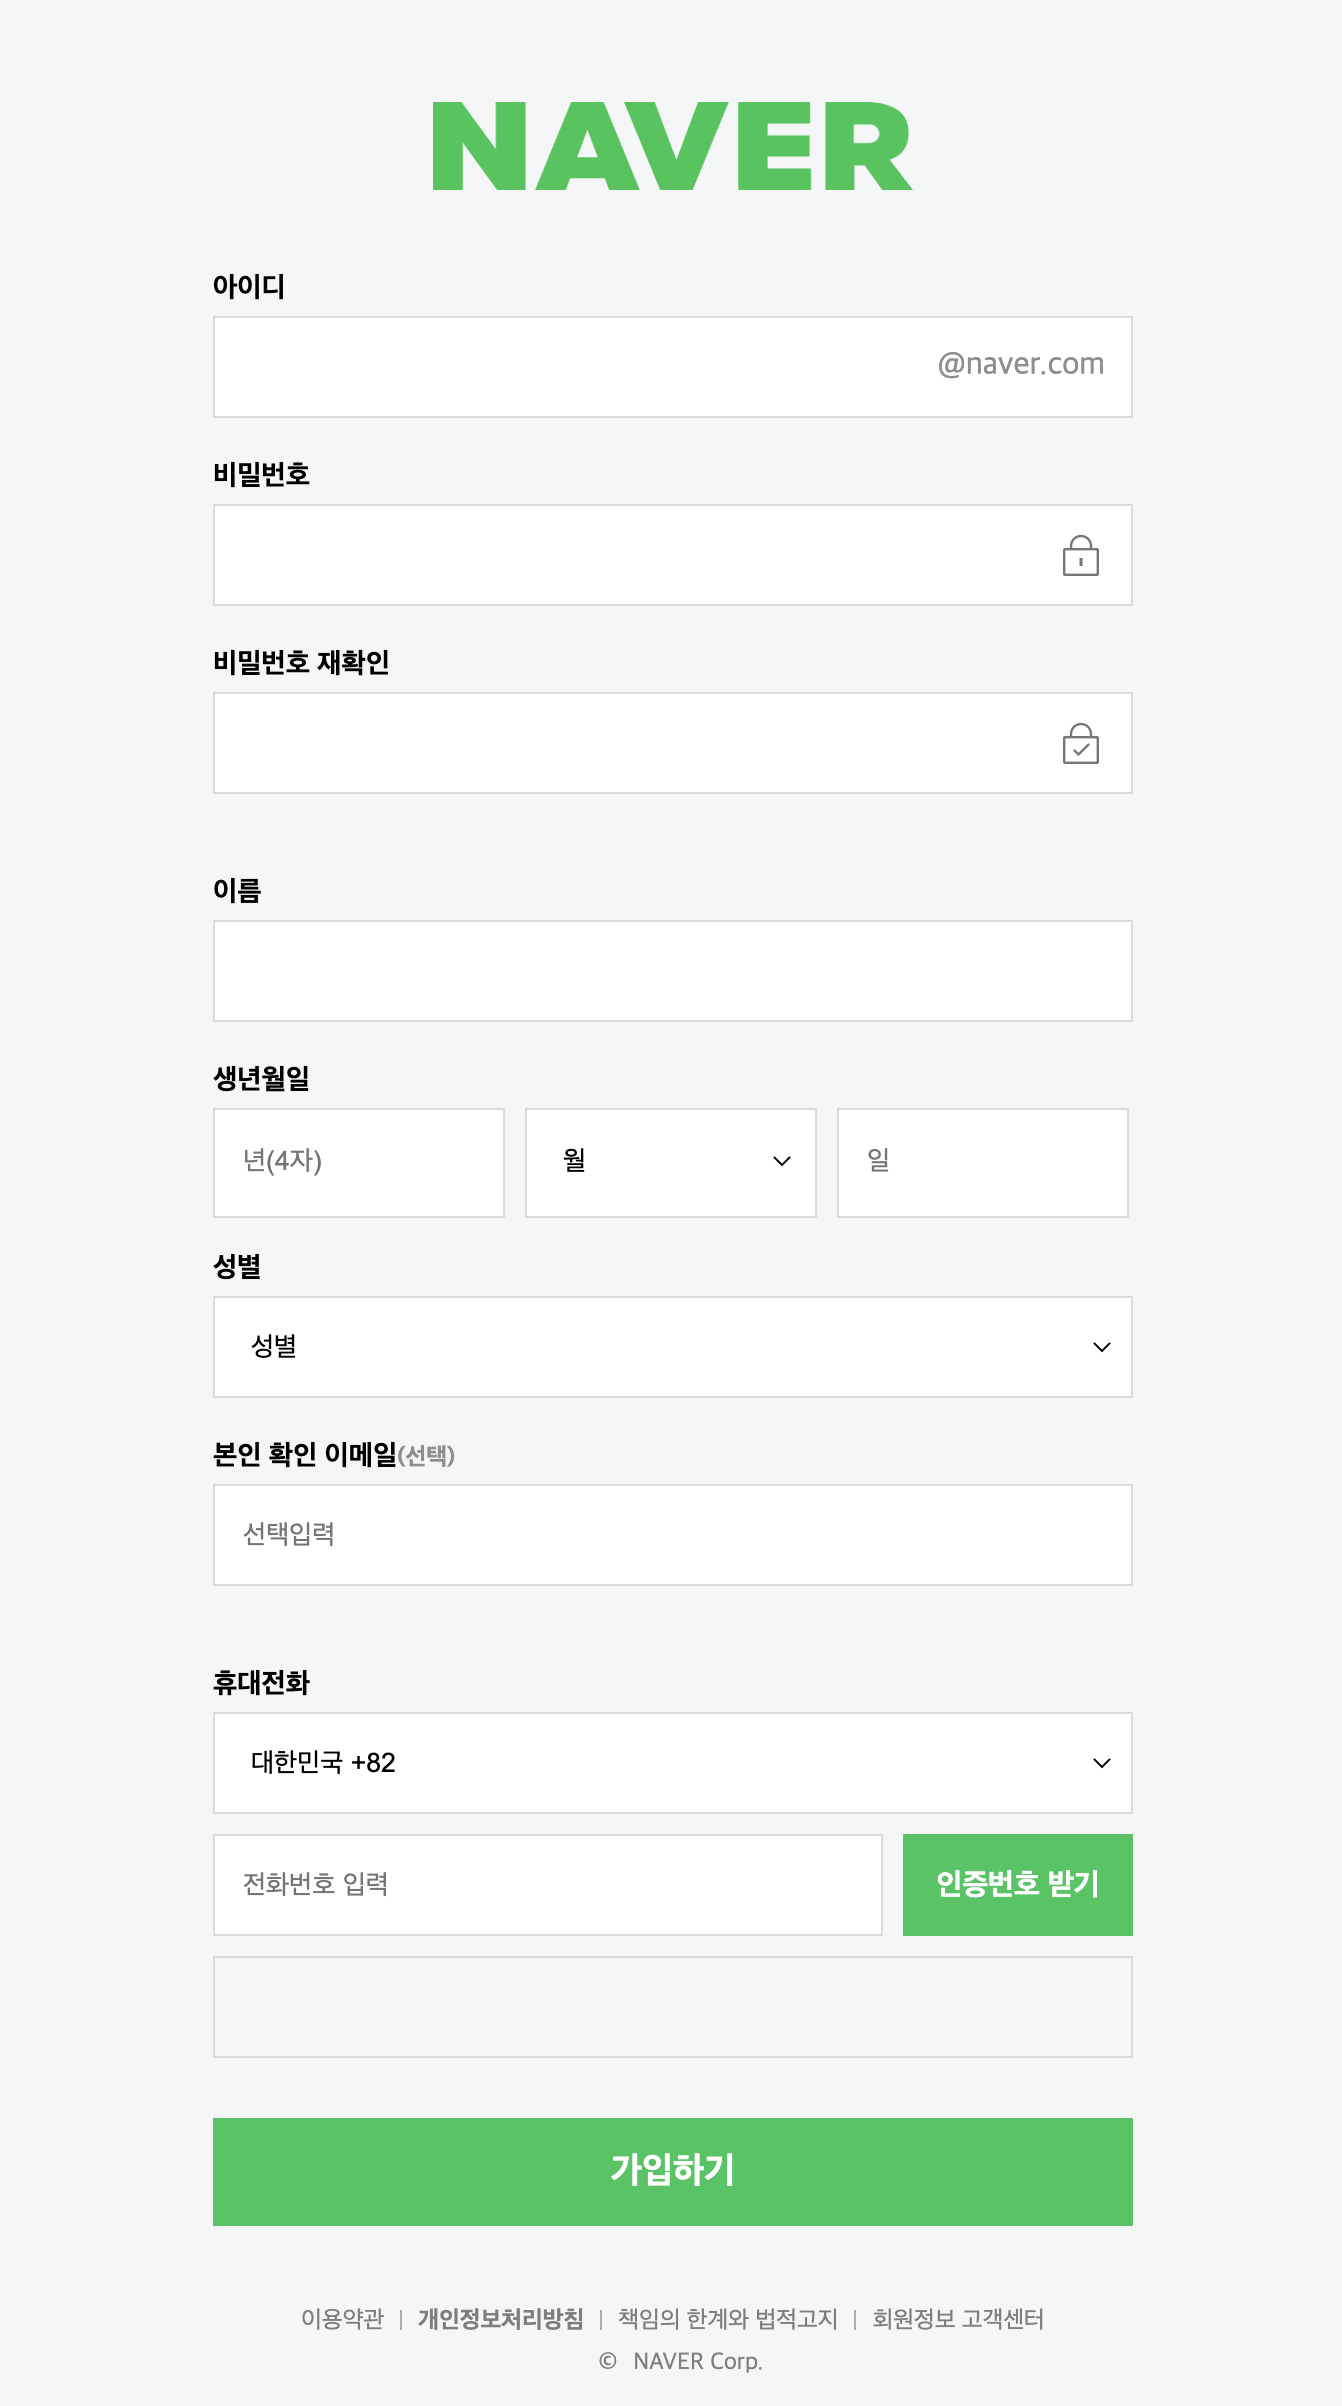 NAVER
아이디
@naver.com
비밀번호
비밀번호 재확인
이름
생년월일
년(4자) 월 일
성별
성별
본인 확인 이메일(선택)
선택입력
휴대전화
대한민국 +82
전화번호 입력 인증번호 받기
가입하기
이용약관 | 개인정보처리방침 | 책임의 한계와 법적고지 | 회원정보 고객센터
© NAVER Corp.